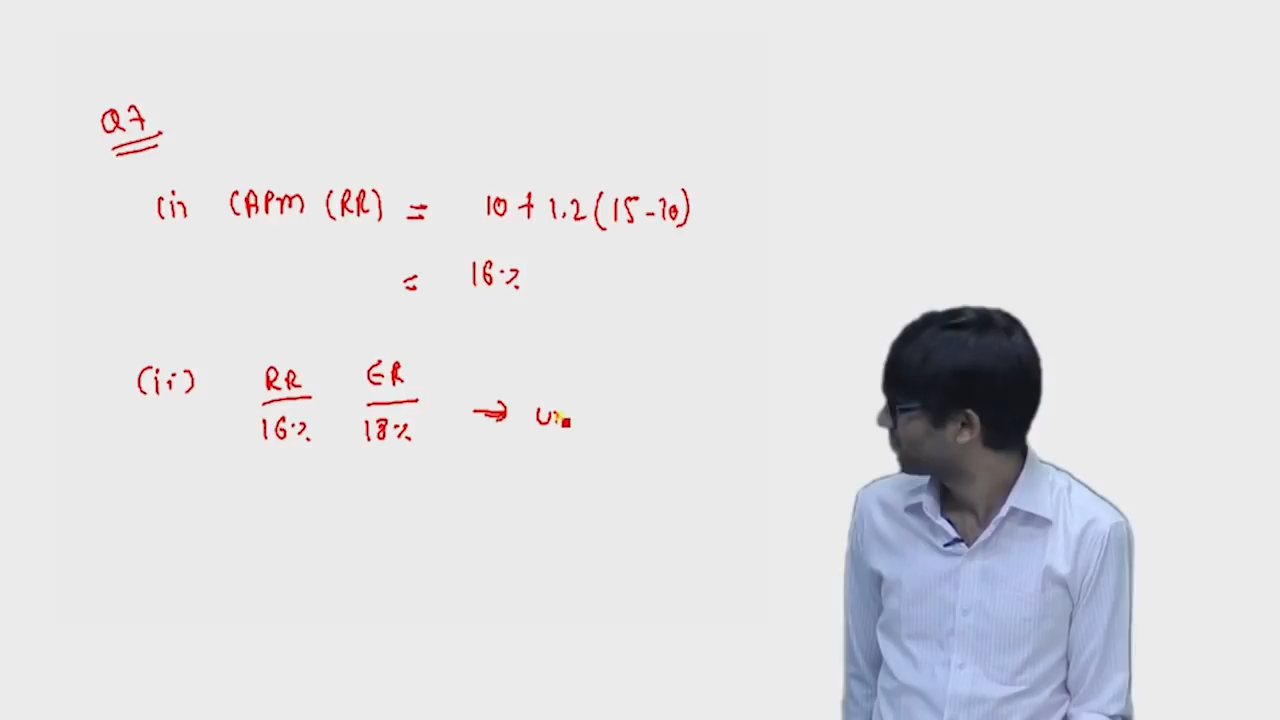 Q7
(i) CAPM (RR) = 10 + 1.2 (15-10)
= 16%
(ii) RR ER
16% 18% →